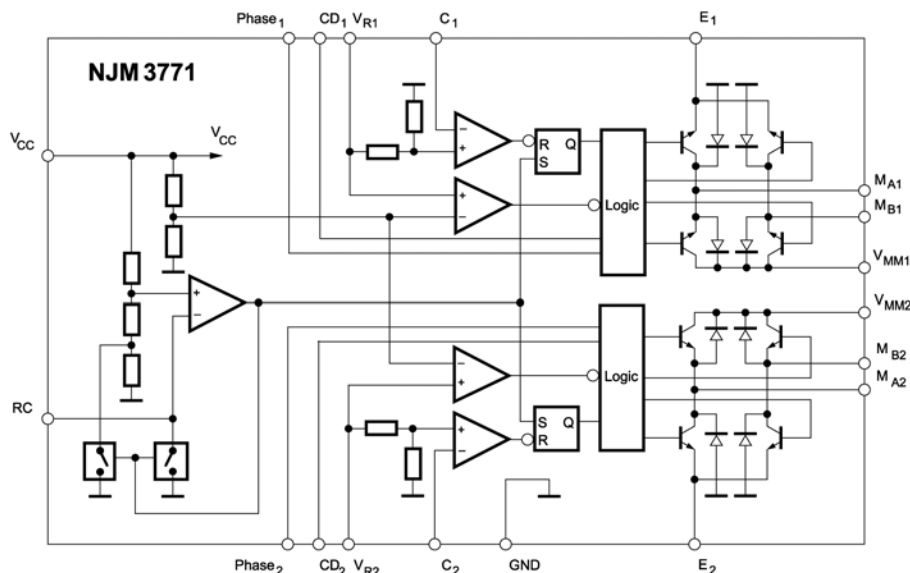 Phase1 CD1 VR1 C1 E1
NJM 3771
VCC
VCC
− R Q
+ S
+
−
Logic
MA1
MB1
VMM1
+
−
VMM2
−
+
Logic
MB2
MA2
RC
+ S Q
− R
Phase2 CD2 VR2 C2 GND E2